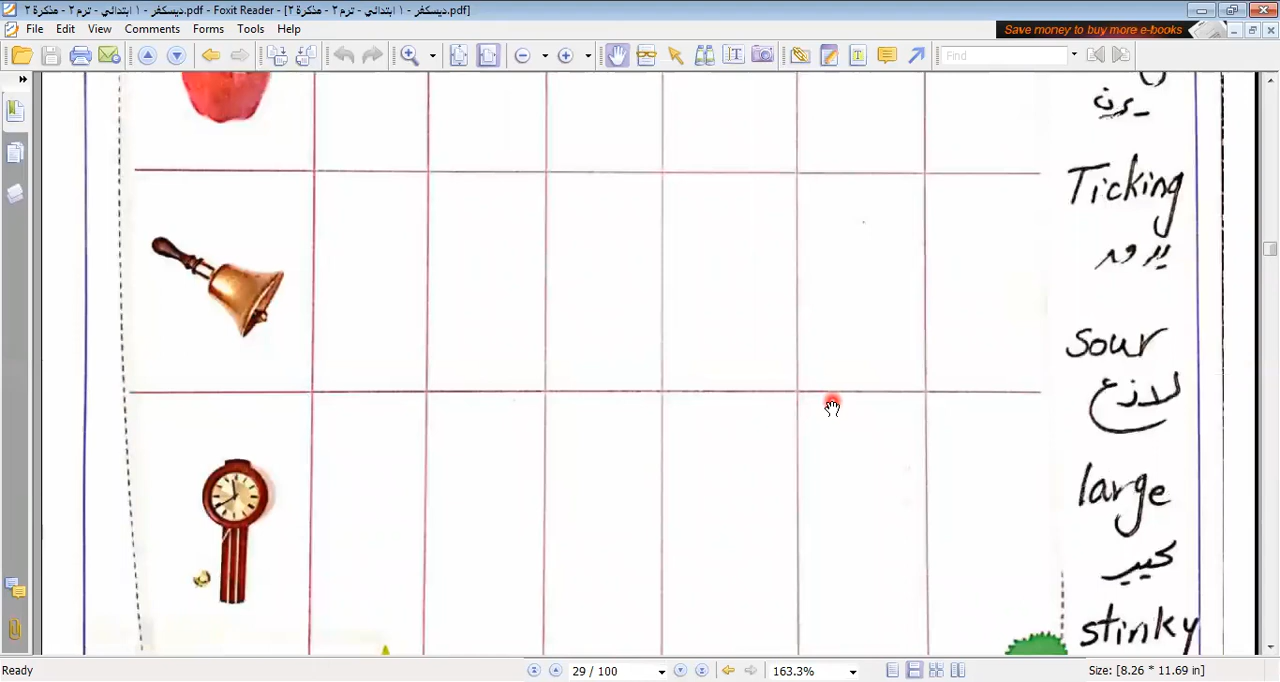 ديسكفر - ١ ابتدائي - ترم ٢ - مذكرة ٢.pdf - Foxit Reader - [ديسكفر - ١ ابتدائي - ترم ٢ - مذكرة ٢.pdf]
File Edit View Comments Forms Tools Help
Save money to buy more e-books
Find
يرن
Ticking
sour
لاذع
large
كبير
stinky
Ready
29 / 100
163.3%
Size: [8.26 * 11.69 in]